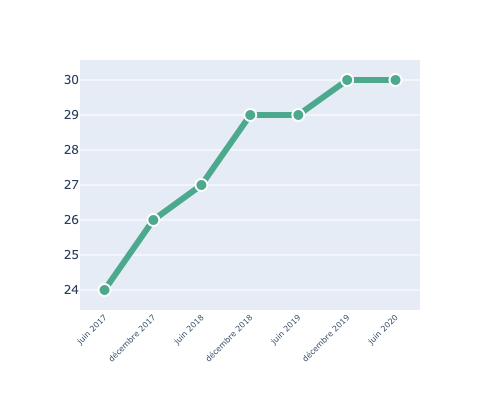 30
29
28
27
26
25
24
juin 2017
décembre 2017
juin 2018
décembre 2018
juin 2019
décembre 2019
juin 2020